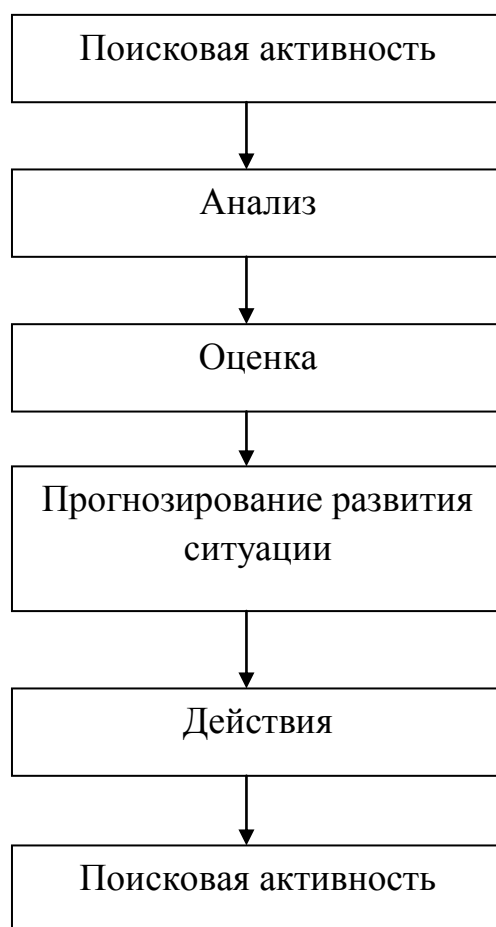 Поисковая активность
Анализ
Оценка
Прогнозирование развития
ситуации
Действия
Поисковая активность